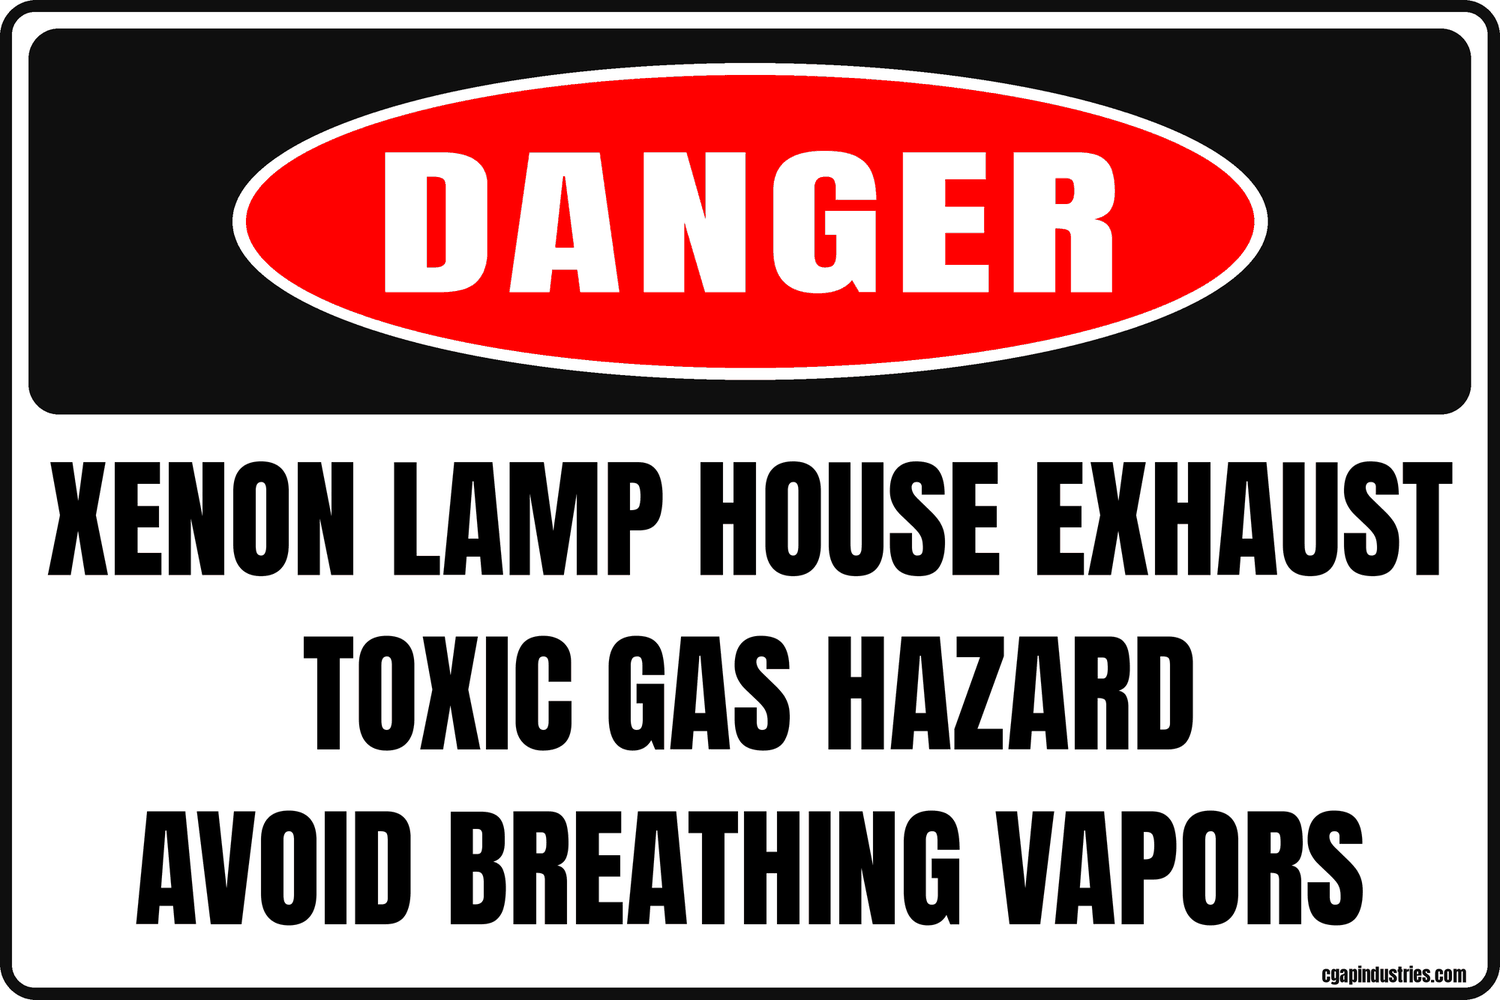 DANGER
XENON LAMP HOUSE EXHAUST
TOXIC GAS HAZARD
AVOID BREATHING VAPORS
cgapindustries.com